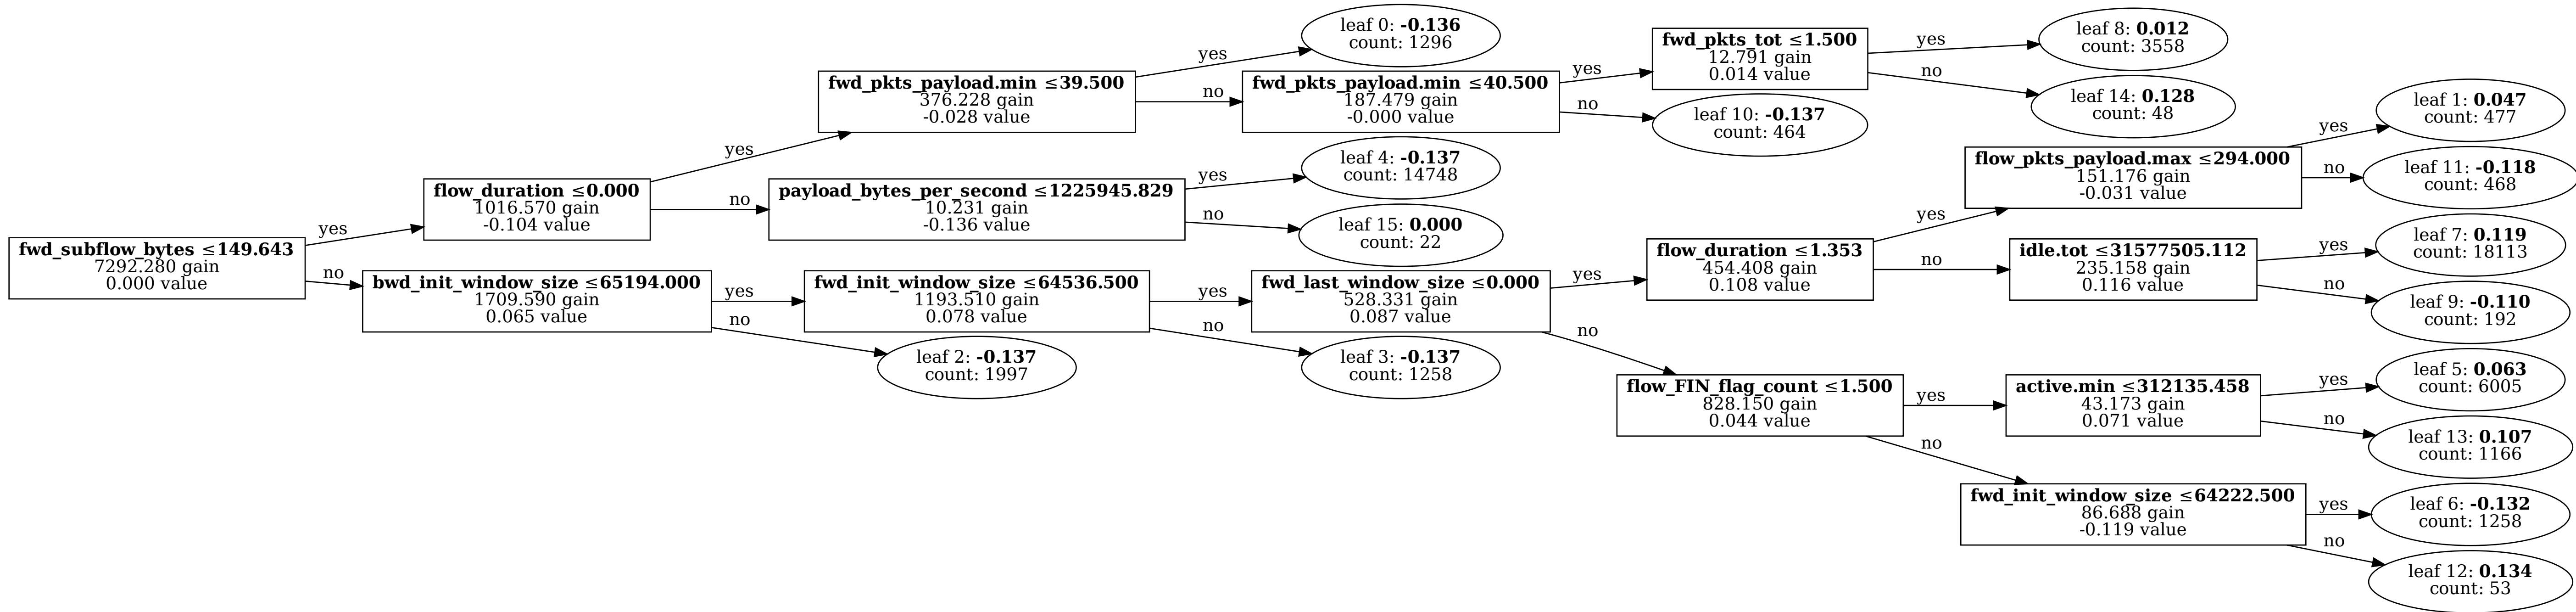 fwd_subflow_bytes ≤149.643
7292.280 gain
0.000 value
yes
no
flow_duration ≤0.000
1016.570 gain
-0.104 value
yes
no
bwd_init_window_size ≤65194.000
1709.590 gain
0.065 value
yes
no
fwd_pkts_payload.min ≤39.500
376.228 gain
-0.028 value
yes
no
payload_bytes_per_second ≤1225945.829
10.231 gain
-0.136 value
yes
no
fwd_init_window_size ≤64536.500
1193.510 gain
0.078 value
yes
no
leaf 2: -0.137
count: 1997
leaf 0: -0.136
count: 1296
fwd_pkts_payload.min ≤40.500
187.479 gain
-0.000 value
yes
no
leaf 4: -0.137
count: 14748
leaf 15: 0.000
count: 22
fwd_last_window_size ≤0.000
528.331 gain
0.087 value
yes
no
leaf 3: -0.137
count: 1258
fwd_pkts_tot ≤1.500
12.791 gain
0.014 value
yes
no
leaf 10: -0.137
count: 464
flow_duration ≤1.353
454.408 gain
0.108 value
yes
no
flow_FIN_flag_count ≤1.500
828.150 gain
0.044 value
yes
no
leaf 8: 0.012
count: 3558
leaf 14: 0.128
count: 48
flow_pkts_payload.max ≤294.000
151.176 gain
-0.031 value
yes
no
idle.tot ≤31577505.112
235.158 gain
0.116 value
yes
no
active.min ≤312135.458
43.173 gain
0.071 value
yes
no
fwd_init_window_size ≤64222.500
86.688 gain
-0.119 value
yes
no
leaf 1: 0.047
count: 477
leaf 11: -0.118
count: 468
leaf 7: 0.119
count: 18113
leaf 9: -0.110
count: 192
leaf 5: 0.063
count: 6005
leaf 13: 0.107
count: 1166
leaf 6: -0.132
count: 1258
leaf 12: 0.134
count: 53